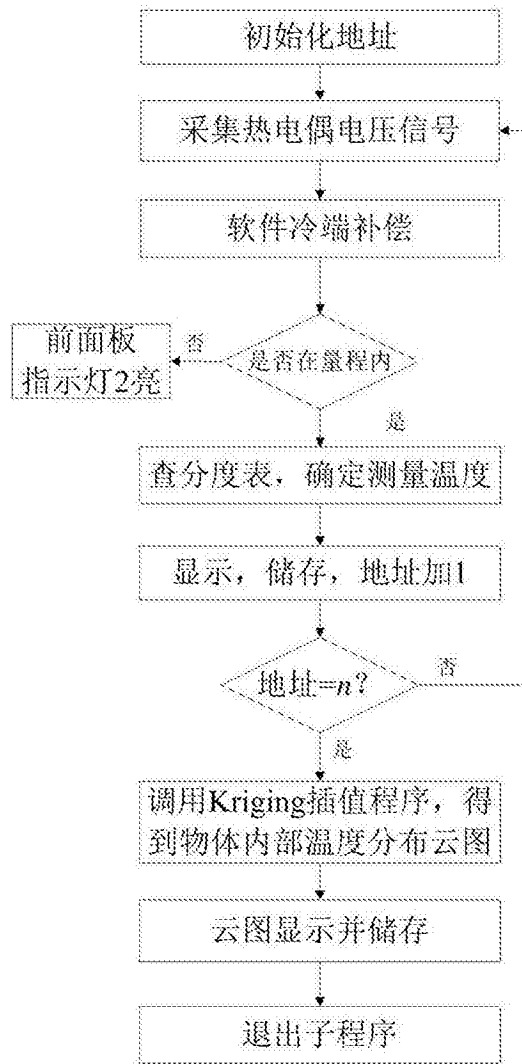 初始化地址
采集热电偶电压信号
软件冷端补偿
前面板
指示灯2亮
否
是否在量程内
是
查分度表，确定测量温度
显示，储存，地址加1
地址=n?
否
是
调用Kriging插值程序，得
到物体内部温度分布云图
云图显示并储存
退出子程序